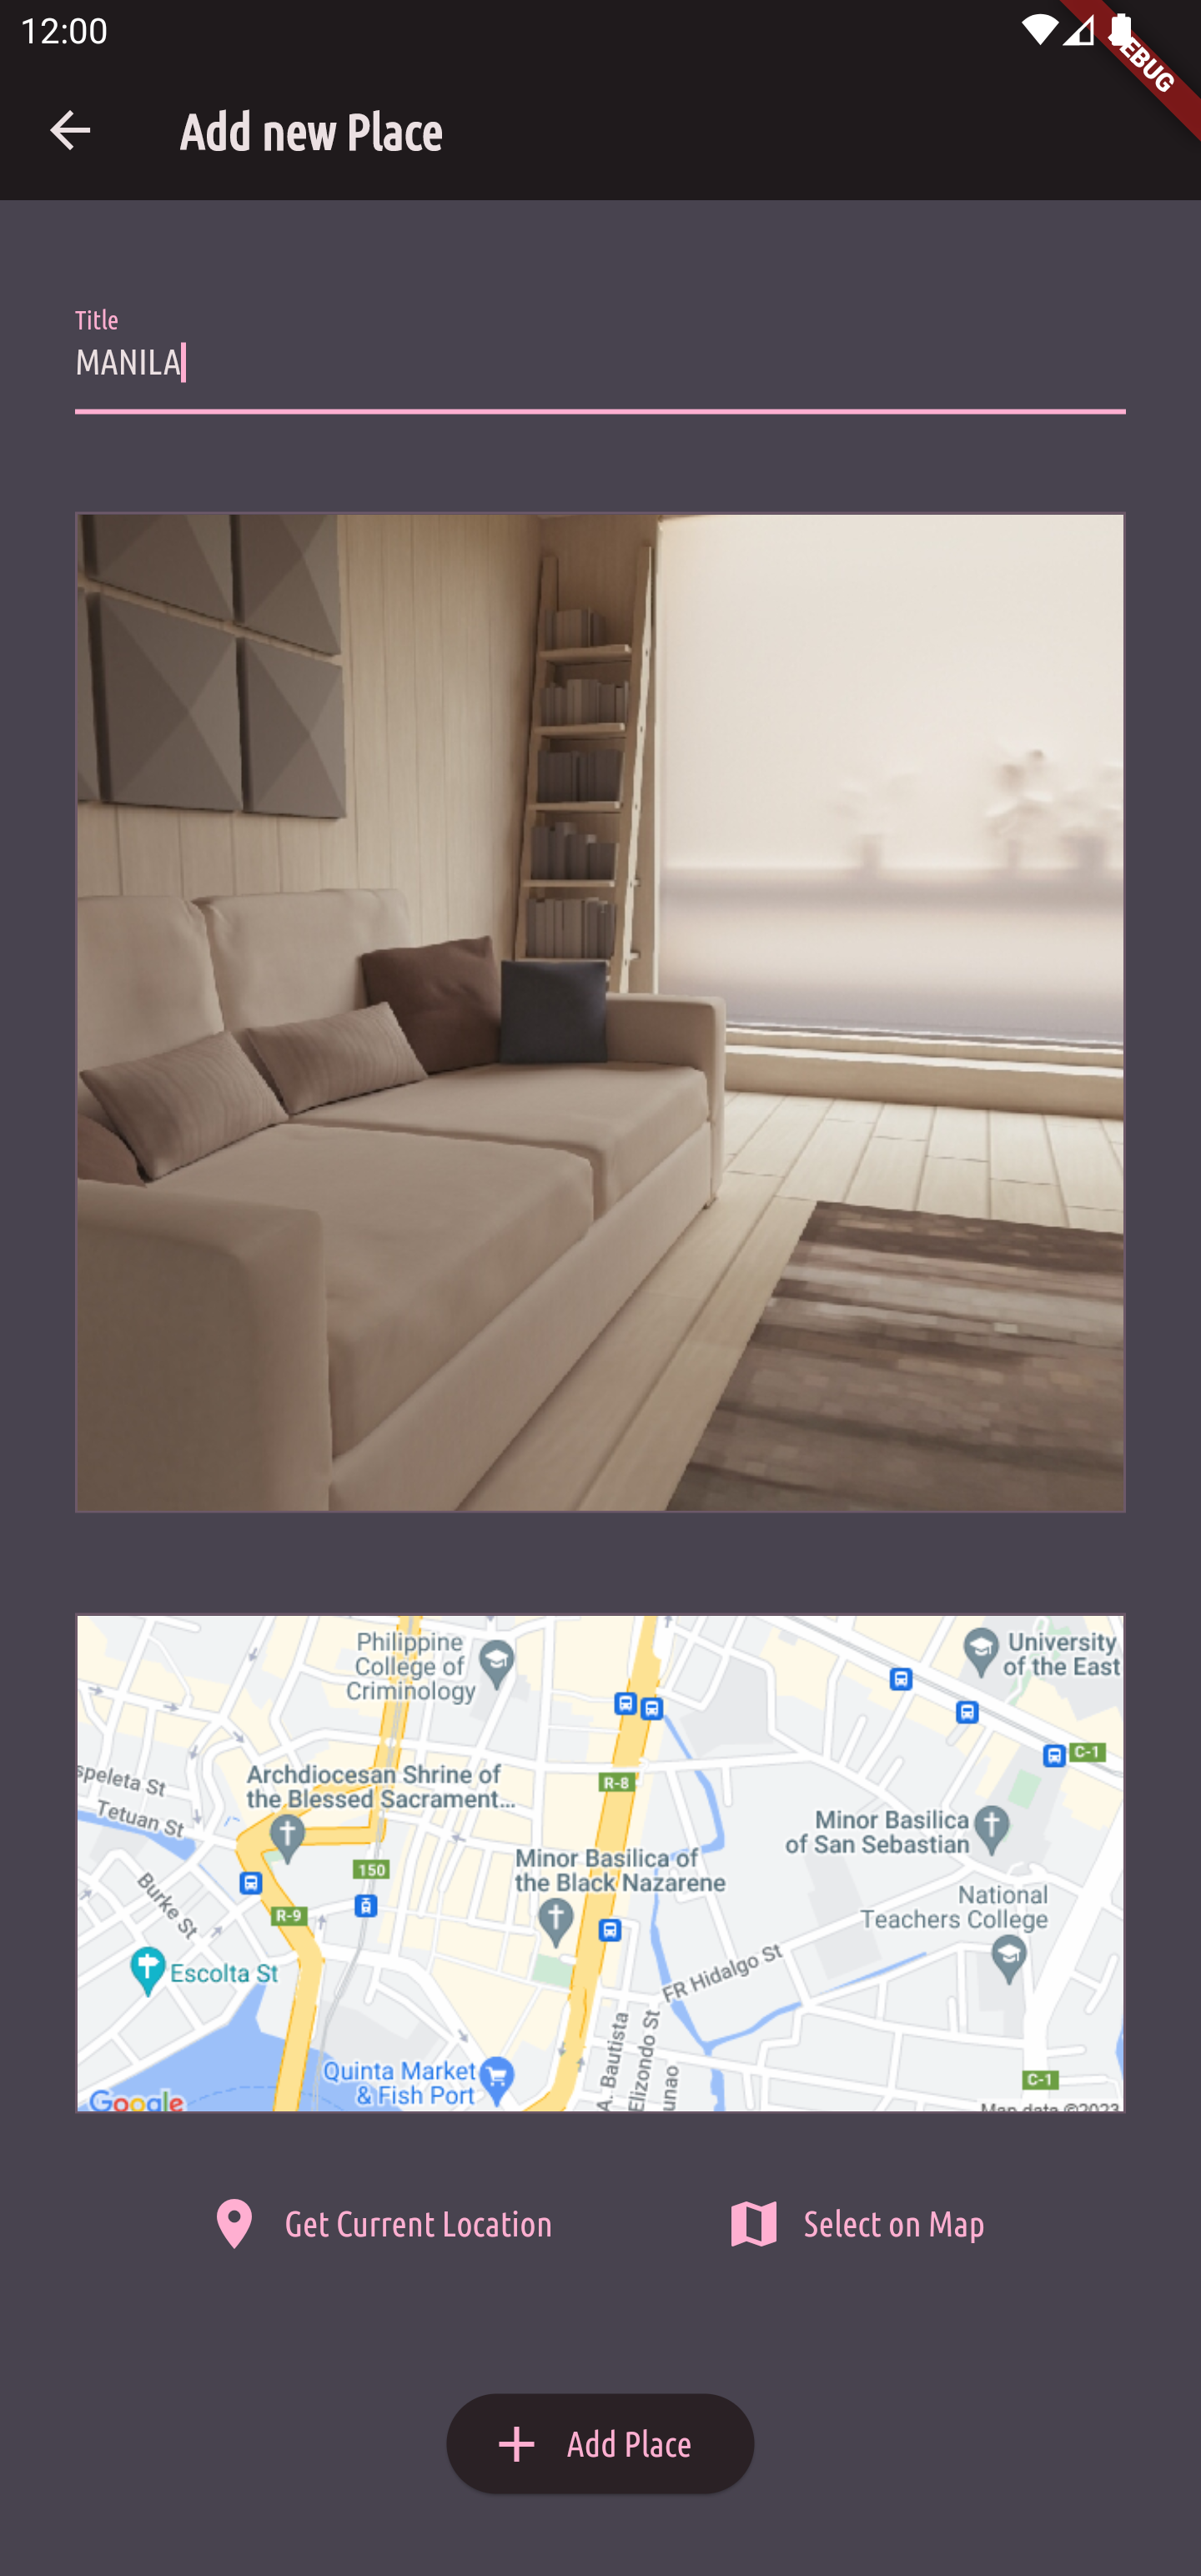 12:00
DEBUG
Add new Place
Title
MANILA
Philippine
College of
Criminology
University
of the East
C-1
speleta St
Tetuan St
Archdiocesan Shrine of
the Blessed Sacrament...
R-8
Minor Basilica
of San Sebastian
Minor Basilica of
the Black Nazarene
150
Burke St
R-9
National
Teachers College
Escolta St
FR Hidalgo St
A. Bautista
Elizondo St
unao
Quinta Market
& Fish Port
C-1
Google
Map data ©2023
Get Current Location
Select on Map
Add Place